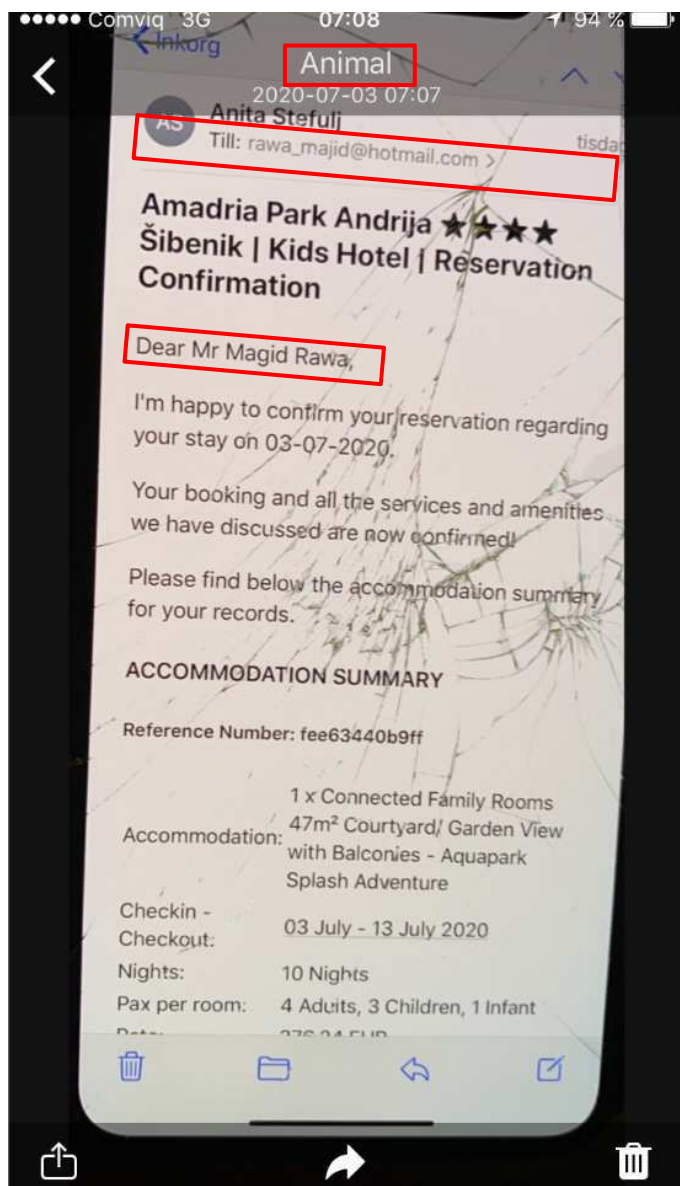 Comviq 3G 07:08 94 %
Inkorg
Animal
2020-07-03 07:07
AS
Anita Stefulj
Till: rawa_majid@hotmail.com >
Amadria Park Andrija ★★★★
Šibenik | Kids Hotel | Reservation
Confirmation
Dear Mr Magid Rawa,
I'm happy to confirm your reservation regarding
your stay on 03-07-2020.
Your booking and all the services and amenities
we have discussed are now confirmed!
Please find below the accommodation summary
for your records.
ACCOMMODATION SUMMARY
Reference Number: fee63440b9ff
Accommodation: 1 x Connected Family Rooms
47m² Courtyard/ Garden View
with Balconies - Aquapark
Splash Adventure
Checkin -
Checkout: 03 July - 13 July 2020
Nights: 10 Nights
Pax per room: 4 Adults, 3 Children, 1 Infant